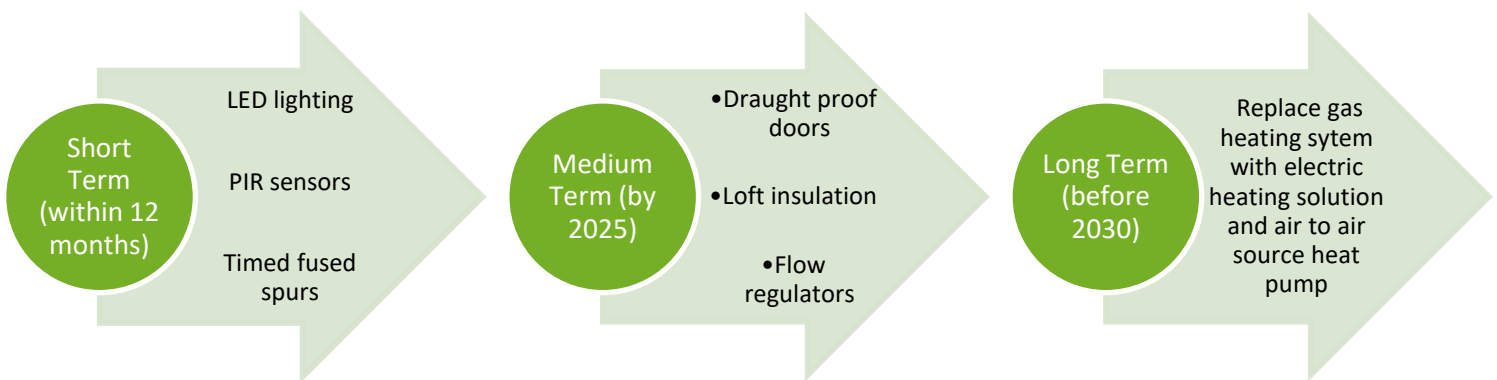 Short
Term
(within 12
months)
LED lighting
PIR sensors
Timed fused
spurs
Medium
Term (by
2025)
•Draught proof
doors
•Loft insulation
•Flow
regulators
Long Term
(before
2030)
Replace gas
heating sytem
with electric
heating solution
and air to air
source heat
pump